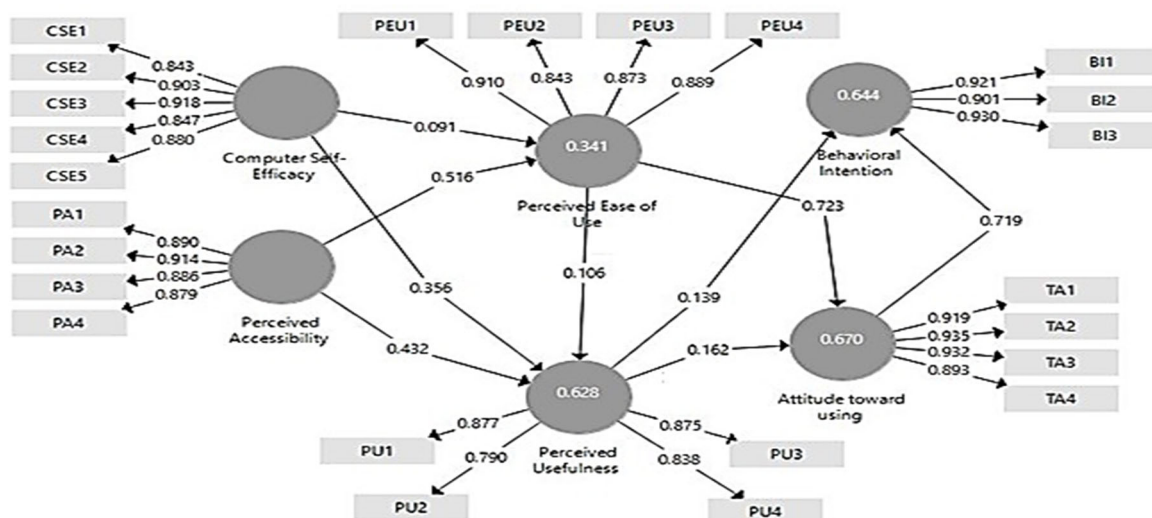 CSE1
CSE2
CSE3
CSE4
CSE5
0.843
0.903
0.918
0.847
0.880
Computer Self-
Efficacy
PA1
PA2
PA3
PA4
0.890
0.914
0.886
0.879
Perceived
Accessibility
PEU1
PEU2
PEU3
PEU4
0.910
0.843
0.873
0.889
0.341
Perceived Ease of
Use
0.091
0.516
0.356
0.432
0.106
0.628
Perceived
Usefulness
0.877
0.790
0.875
0.838
PU1
PU2
PU3
PU4
0.139
0.162
0.723
0.719
0.644
Behavioral
Intention
0.921
0.901
0.930
BI1
BI2
BI3
0.670
Attitude toward
using
0.919
0.935
0.932
0.893
TA1
TA2
TA3
TA4